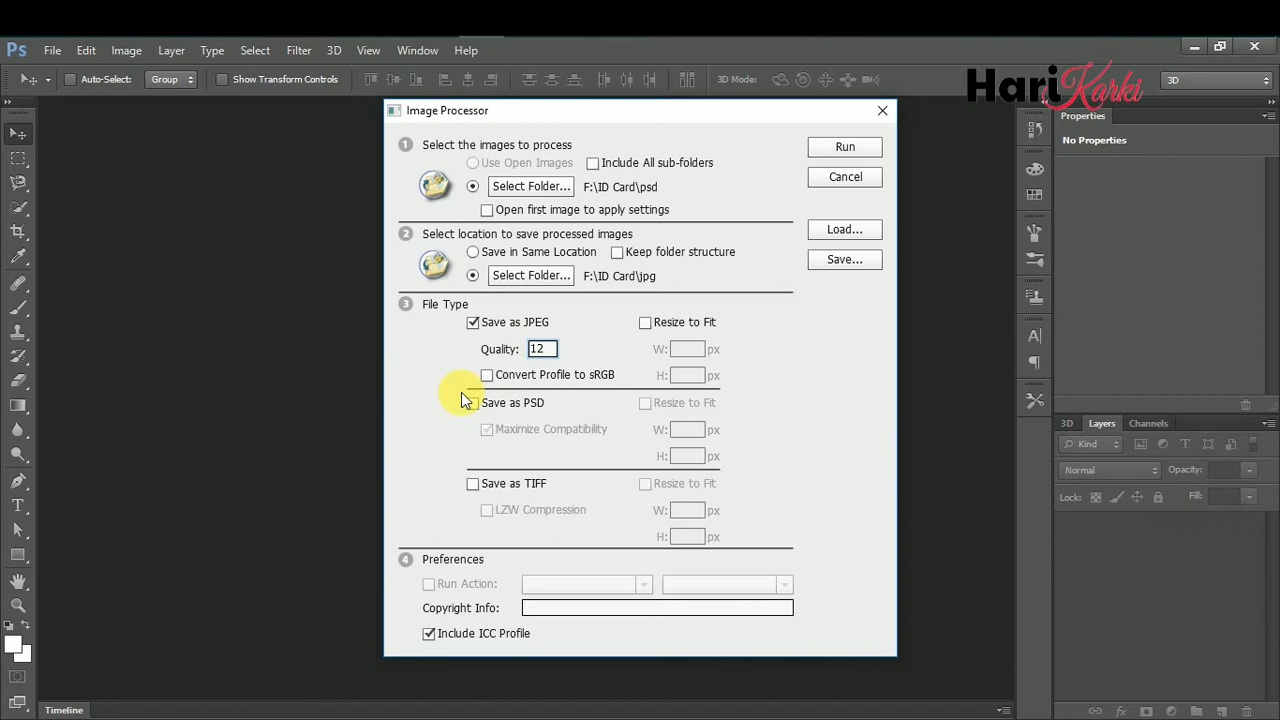 Ps File Edit Image Layer Type Select Filter 3D View Window Help
Auto-Select: Group Show Transform Controls 3D Mode: 3D
Hari Karki
Image Processor
1 Select the images to process
Use Open Images Include All sub-folders
Select Folder... F:\ID Card\psd
Open first image to apply settings
2 Select location to save processed images
Save in Same Location Keep folder structure
Select Folder... F:\ID Card\jpg
3 File Type
Save as JPEG Resize to Fit
Quality: 12 W: px
Convert Profile to sRGB H: px
Save as PSD Resize to Fit
Maximize Compatibility W: px
H: px
Save as TIFF Resize to Fit
LZW Compression W: px
H: px
4 Preferences
Run Action:
Copyright Info:
Include ICC Profile
Run
Cancel
Load...
Save...
Properties
No Properties
3D Layers Channels
Kind
Normal Opacity:
Lock: Fill:
Timeline